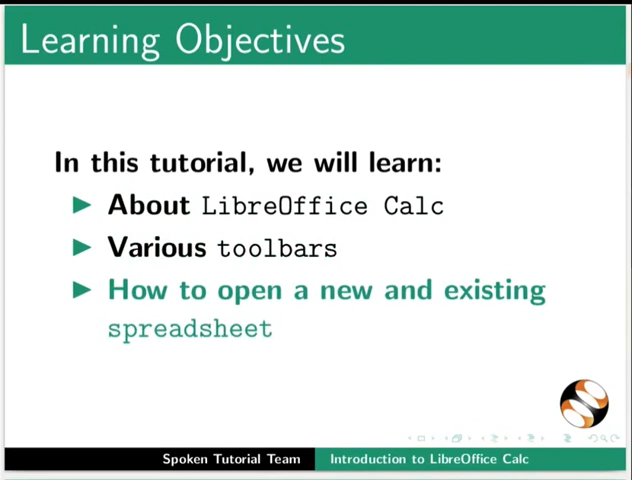 Learning Objectives
In this tutorial, we will learn:
About LibreOffice Calc
Various toolbars
How to open a new and existing
spreadsheet
Spoken Tutorial Team Introduction to LibreOffice Calc